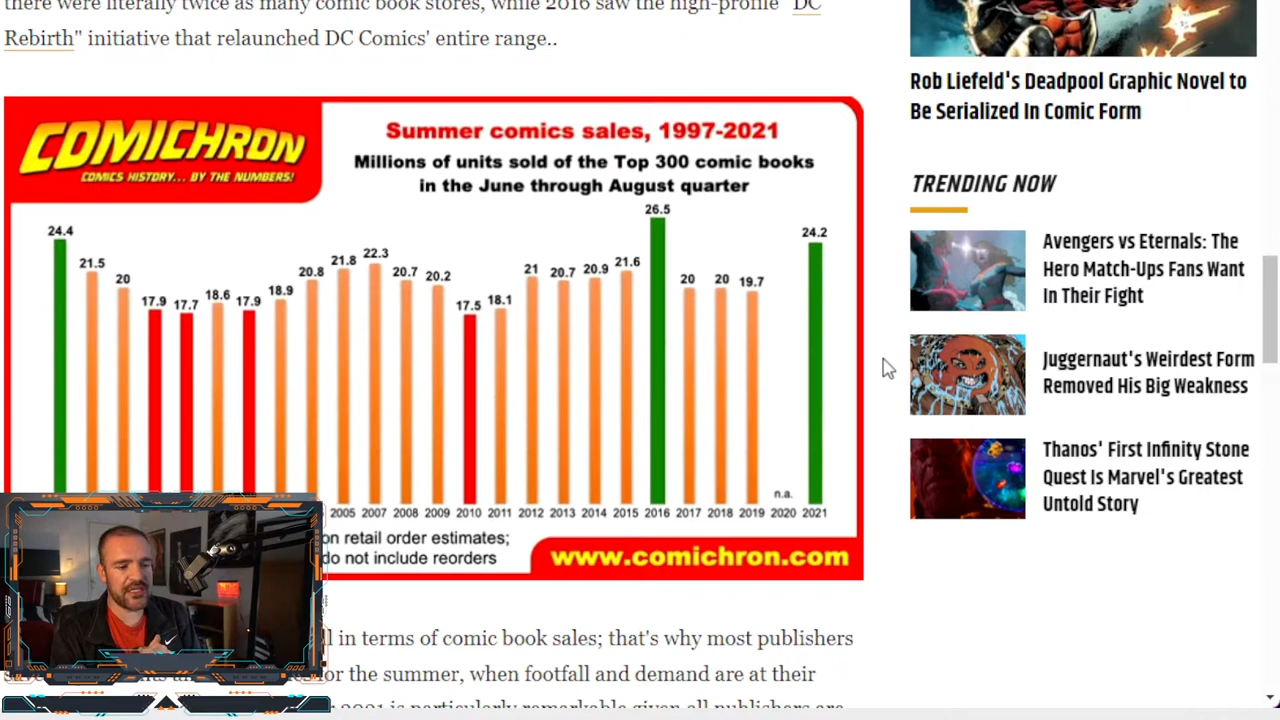 there were literally twice as many comic book stores, while 2016 saw the high-profile "DC
Rebirth" initiative that relaunched DC Comics' entire range..
COMICHRON
COMICS HISTORY... BY THE NUMBERS!
Summer comics sales, 1997-2021
Millions of units sold of the Top 300 comic books
in the June through August quarter
24.4
21.5
20
17.9
17.7
18.6
17.9
18.9
20.8
21.8
22.3
20.7
20.2
17.5
18.1
21
20.7
20.9
21.6
26.5
20
20
19.7
n.a.
24.2
2005 2007 2008 2009 2010 2011 2012 2013 2014 2015 2016 2017 2018 2019 2020 2021
on retail order estimates;
do not include reorders
www.comichron.com
in terms of comic book sales; that's why most publishers
for the summer, when footfall and demand are at their
2021 is particularly remarkable given all publishers are
Rob Liefeld's Deadpool Graphic Novel to
Be Serialized In Comic Form
TRENDING NOW
Avengers vs Eternals: The
Hero Match-Ups Fans Want
In Their Fight
Juggernaut's Weirdest Form
Removed His Big Weakness
Thanos' First Infinity Stone
Quest Is Marvel's Greatest
Untold Story